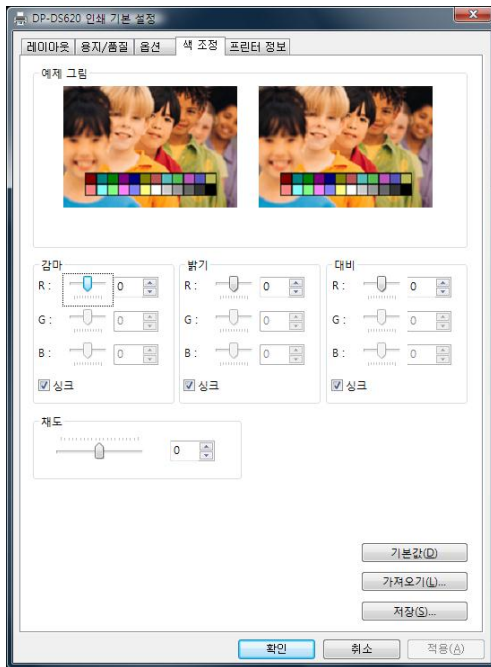 DP-DS620 인쇄 기본 설정
레이아웃 용지/품질 옵션 색 조정 프린터 정보
예제 그림
감마 밝기 대비
R : 0 R : 0 R : 0
G : 0 G : 0 G : 0
B : 0 B : 0 B : 0
싱크 싱크 싱크
채도
0
기본값(D)
가져오기(L)...
저장(S)...
확인 취소 적용(A)